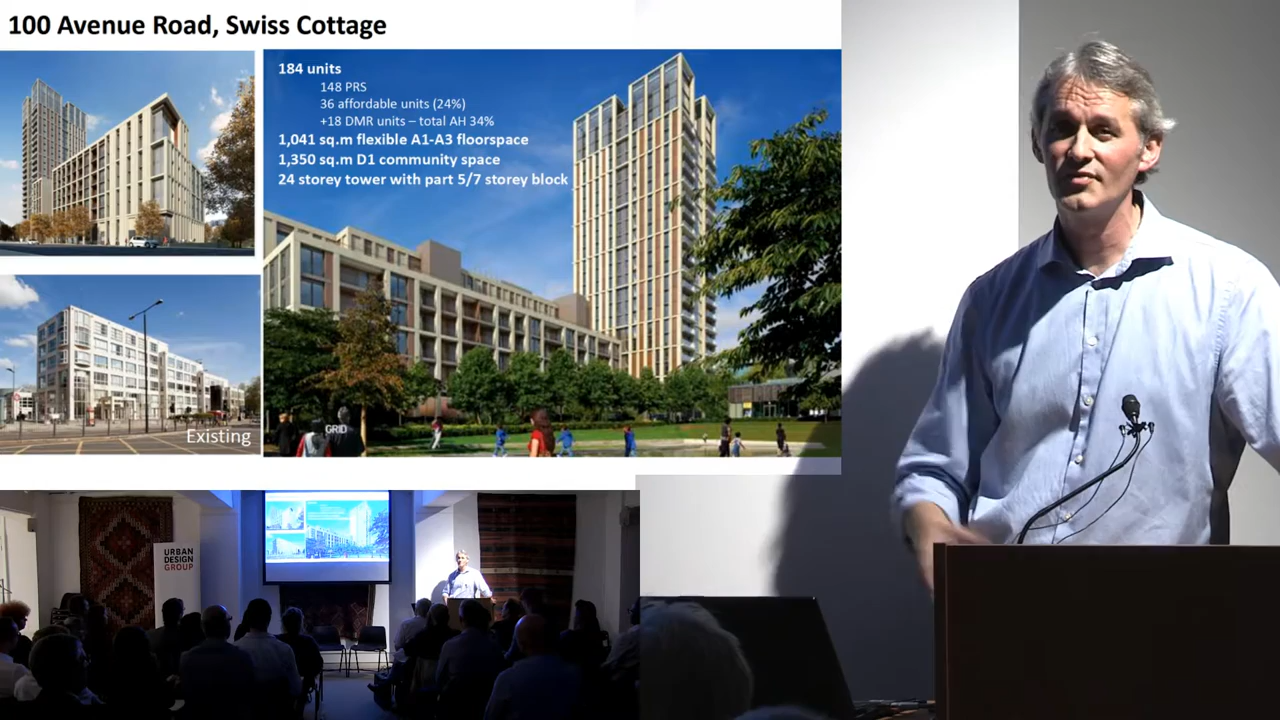 100 Avenue Road, Swiss Cottage
184 units
148 PRS
36 affordable units (24%)
+18 DMR units – total AH 34%
1,041 sq.m flexible A1-A3 floorspace
1,350 sq.m D1 community space
24 storey tower with part 5/7 storey block
GRID
Existing
URBAN
DESIGN
GROUP